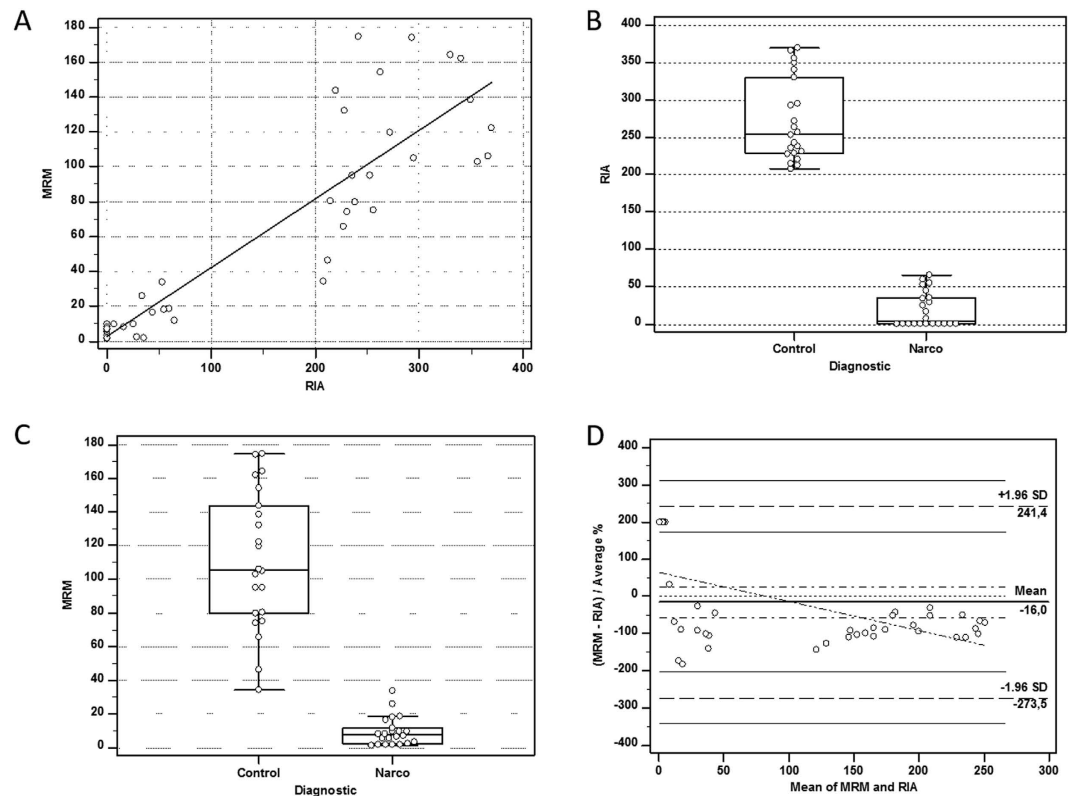 A
180
160
140
120
100
80
60
40
20
0
MRM
0 100 200 300 400
RIA
B
400
350
300
250
200
150
100
50
0
RIA
Control Narco
Diagnostic
C
180
160
140
120
100
80
60
40
20
0
MRM
Control Narco
Diagnostic
D
400
300
200
100
0
-100
-200
-300
-400
(MRM - RIA) / Average %
+1.96 SD
241,4
Mean
-16,0
-1.96 SD
-273,5
0 50 100 150 200 250 300
Mean of MRM and RIA